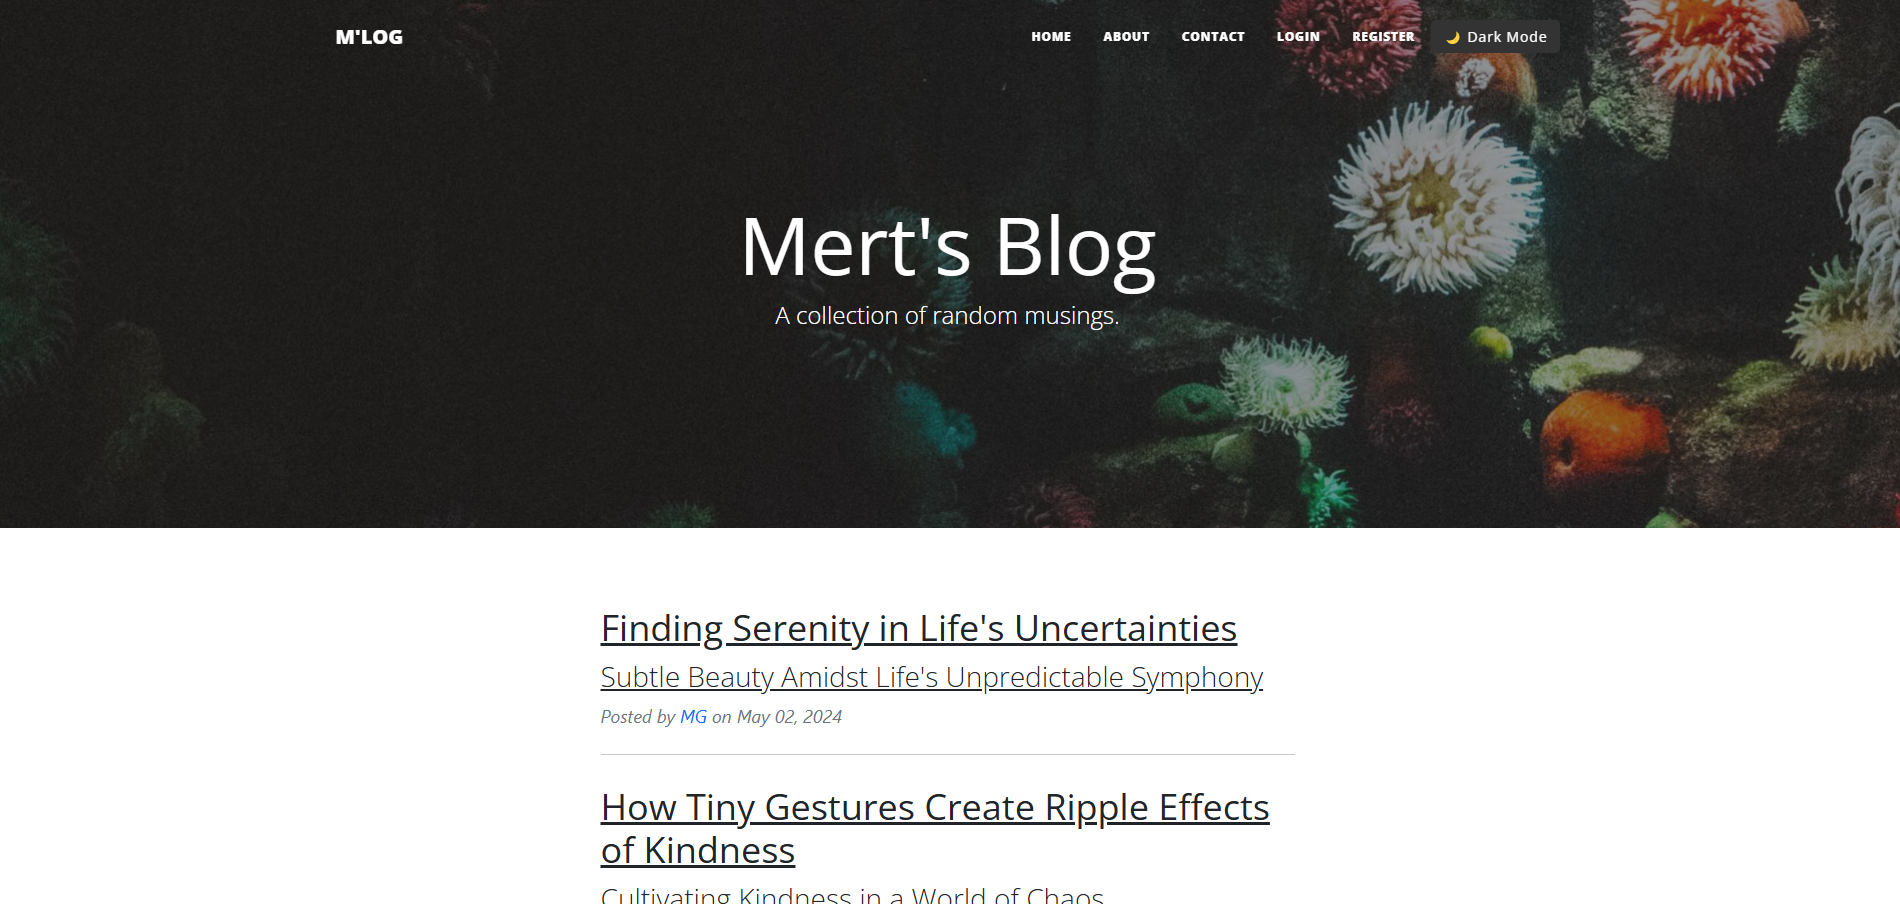 M'LOG
HOME ABOUT CONTACT LOGIN REGISTER Dark Mode
Mert's Blog
A collection of random musings.
Finding Serenity in Life's Uncertainties
Subtle Beauty Amidst Life's Unpredictable Symphony
Posted by MG on May 02, 2024
How Tiny Gestures Create Ripple Effects
of Kindness
Cultivating Kindness in a World of Chaos